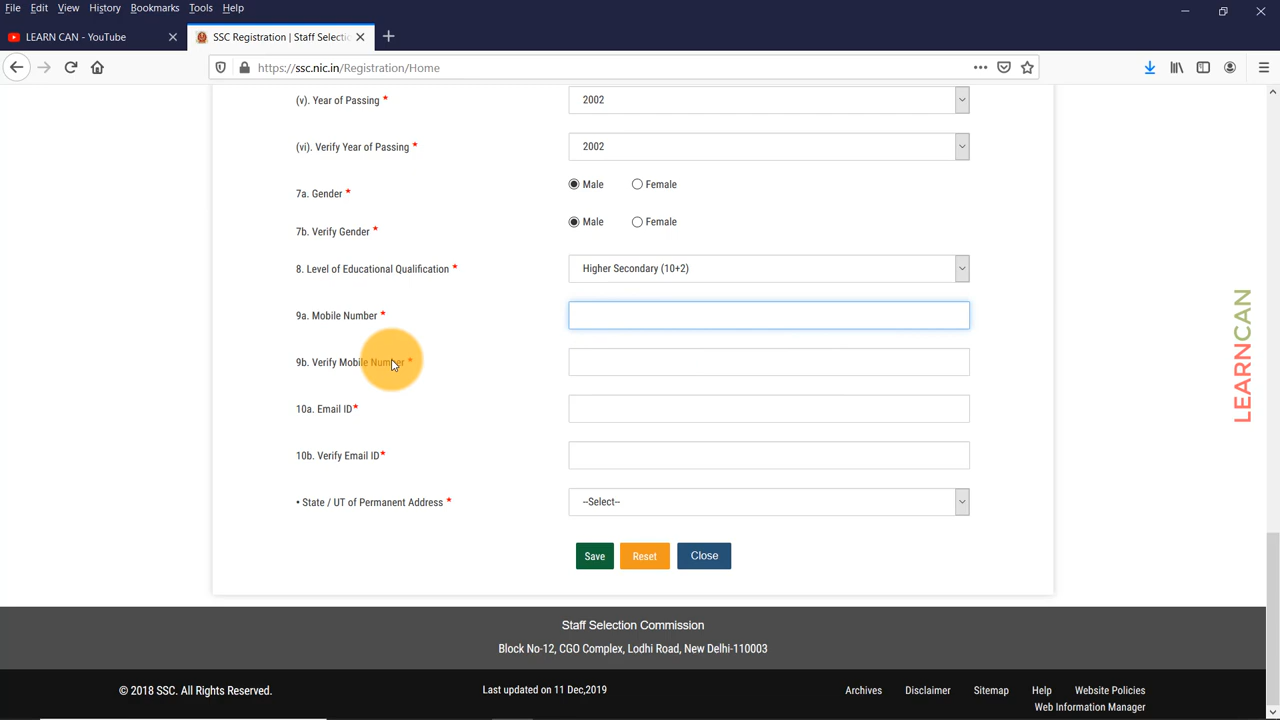 File Edit View History Bookmarks Tools Help
LEARN CAN - YouTube
SSC Registration | Staff Selectic
https://ssc.nic.in/Registration/Home
(v). Year of Passing * 2002
(vi). Verify Year of Passing * 2002
7a. Gender * Male Female
7b. Verify Gender * Male Female
8. Level of Educational Qualification * Higher Secondary (10+2)
9a. Mobile Number *
9b. Verify Mobile Number *
10a. Email ID*
10b. Verify Email ID*
• State / UT of Permanent Address * --Select--
Save Reset Close
LEARNCAN
Staff Selection Commission
Block No-12, CGO Complex, Lodhi Road, New Delhi-110003
© 2018 SSC. All Rights Reserved.
Last updated on 11 Dec,2019
Archives Disclaimer Sitemap Help Website Policies
Web Information Manager